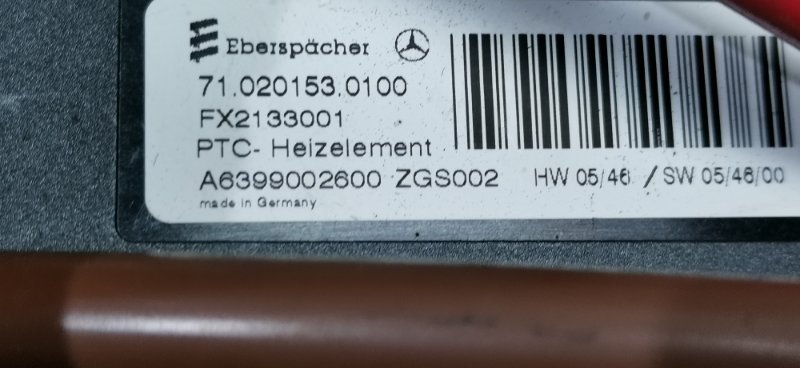 Eberspächer
71.020153.0100
FX2133001
PTC- Heizelement
A6399002600 ZGS002 HW 05/46 / SW 05/46/00
made in Germany